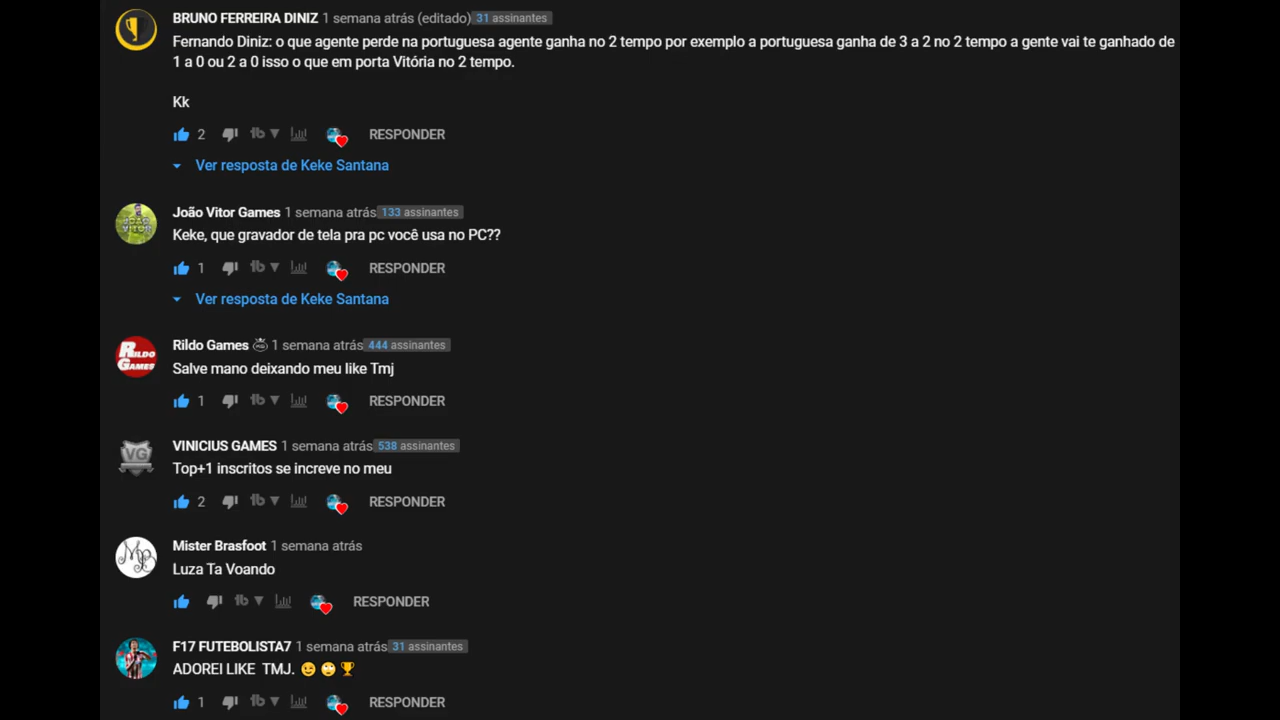 BRUNO FERREIRA DINIZ 1 semana atrás (editado) 31 assinantes
Fernando Diniz: o que agente perde na portuguesa agente ganha no 2 tempo por exemplo a portuguesa ganha de 3 a 2 no 2 tempo a gente vai te ganhado de
1 a 0 ou 2 a 0 isso o que em porta Vitória no 2 tempo.
Kk
2 RESPONDER
Ver resposta de Keke Santana
João Vitor Games 1 semana atrás 133 assinantes
Keke, que gravador de tela pra pc você usa no PC??
1 RESPONDER
Ver resposta de Keke Santana
Rildo Games 1 semana atrás 444 assinantes
RILDO
GAMES
Salve mano deixando meu like Tmj
1 RESPONDER
VINICIUS GAMES 1 semana atrás 538 assinantes
VG
Top+1 inscritos se increve no meu
2 RESPONDER
Mister Brasfoot 1 semana atrás
Luza Ta Voando
RESPONDER
F17 FUTEBOLISTA7 1 semana atrás 31 assinantes
ADOREI LIKE TMJ. 😉 🙄 🏆
1 RESPONDER